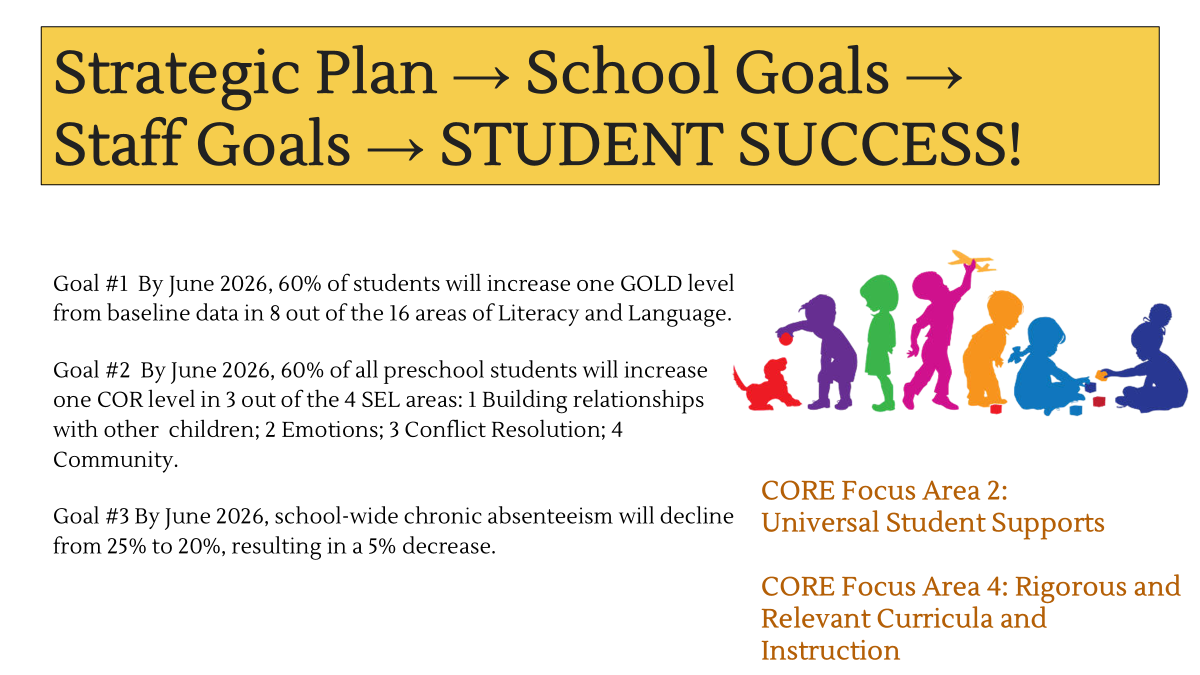 Strategic Plan → School Goals →
Staff Goals → STUDENT SUCCESS!
Goal #1  By June 2026, 60% of students will increase one GOLD level
from baseline data in 8 out of the 16 areas of Literacy and Language.
Goal #2  By June 2026, 60% of all preschool students will increase
one COR level in 3 out of the 4 SEL areas: 1 Building relationships
with other  children; 2 Emotions; 3 Conflict Resolution; 4
Community.
Goal #3 By June 2026, school-wide chronic absenteeism will decline
from 25% to 20%, resulting in a 5% decrease.
CORE Focus Area 2:
Universal Student Supports
CORE Focus Area 4: Rigorous and
Relevant Curricula and
Instruction